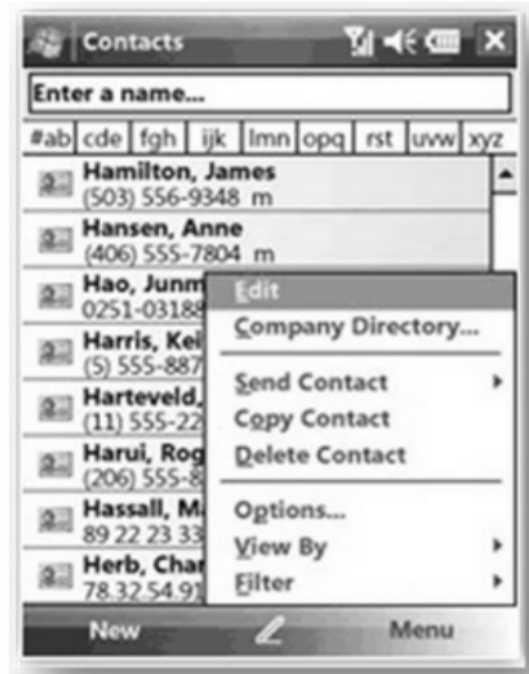 Contacts
Enter a name...
#ab cde fgh ijk lmn opq rst uvw xyz
Hamilton, James
(503) 556-9348 m
Hansen, Anne
(406) 555-7804 m
Hao, Junm
0251-03188
Harris, Kei
(5) 555-887
Harteveld,
(11) 555-22
Harui, Rog
(206) 555-8
Hassall, M
89 22 23 33
Herb, Char
78.32.54.91
Edit
Company Directory...
Send Contact
Copy Contact
Delete Contact
Options...
View By
Filter
New Menu